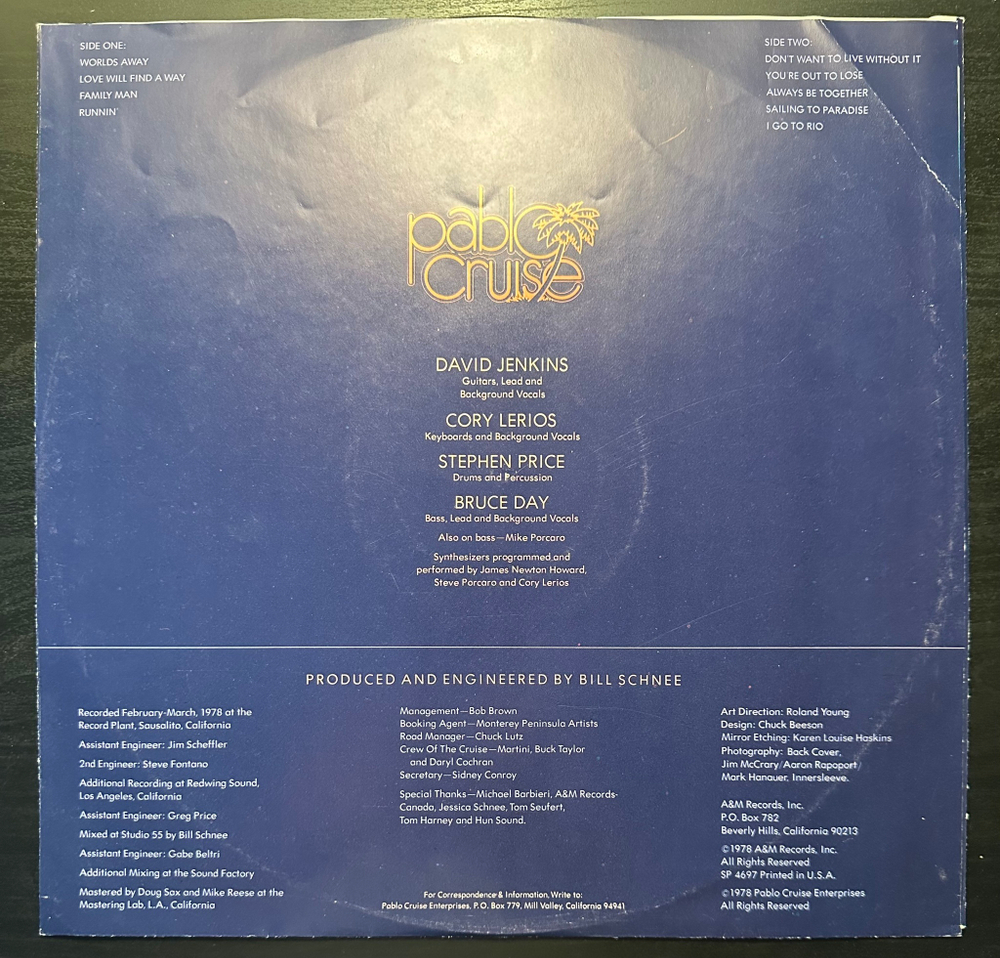 SIDE ONE:
WORLDS AWAY
LOVE WILL FIND A WAY
FAMILY MAN
RUNNIN'
SIDE TWO:
DON'T WANT TO LIVE WITHOUT IT
YOU'RE OUT TO LOSE
ALWAYS BE TOGETHER
SAILING TO PARADISE
I GO TO RIO
pablo
cruise
DAVID JENKINS
Guitars, Lead and
Background Vocals
CORY LERIOS
Keyboards and Background Vocals
STEPHEN PRICE
Drums and Percussion
BRUCE DAY
Bass, Lead and Background Vocals
Also on bass—Mike Porcaro
Synthesizers programmed and
performed by James Newton Howard,
Steve Porcaro and Cory Lerios
PRODUCED AND ENGINEERED BY BILL SCHNEE
Recorded February-March, 1978 at the
Record Plant, Sausalito, California
Assistant Engineer: Jim Scheffler
2nd Engineer: Steve Fontano
Additional Recording at Redwing Sound,
Los Angeles, California
Assistant Engineer: Greg Price
Mixed at Studio 55 by Bill Schnee
Assistant Engineer: Gabe Beltri
Additional Mixing at the Sound Factory
Mastered by Doug Sax and Mike Reese at the
Mastering Lab, L.A., California
Management—Bob Brown
Booking Agent—Monterey Peninsula Artists
Road Manager—Chuck Lutz
Crew Of The Cruise—Martini, Buck Taylor
and Daryl Cochran
Secretary—Sidney Conroy
Special Thanks—Michael Barbieri, A&M Records-
Canada, Jessica Schnee, Tom Seufert,
Tom Harney and Hun Sound.
For Correspondence & Information, Write to:
Pablo Cruise Enterprises, P.O. Box 779, Mill Valley, California 94941
Art Direction: Roland Young
Design: Chuck Beeson
Mirror Etching: Karen Louise Haskins
Photography: Back Cover,
Jim McCrary/Aaron Rapoport/
Mark Hanauer, Innersleeve.
A&M Records, Inc.
P.O. Box 782
Beverly Hills, California 90213
©1978 A&M Records, Inc.
All Rights Reserved
SP 4697 Printed in U.S.A.
©1978 Pablo Cruise Enterprises
All Rights Reserved